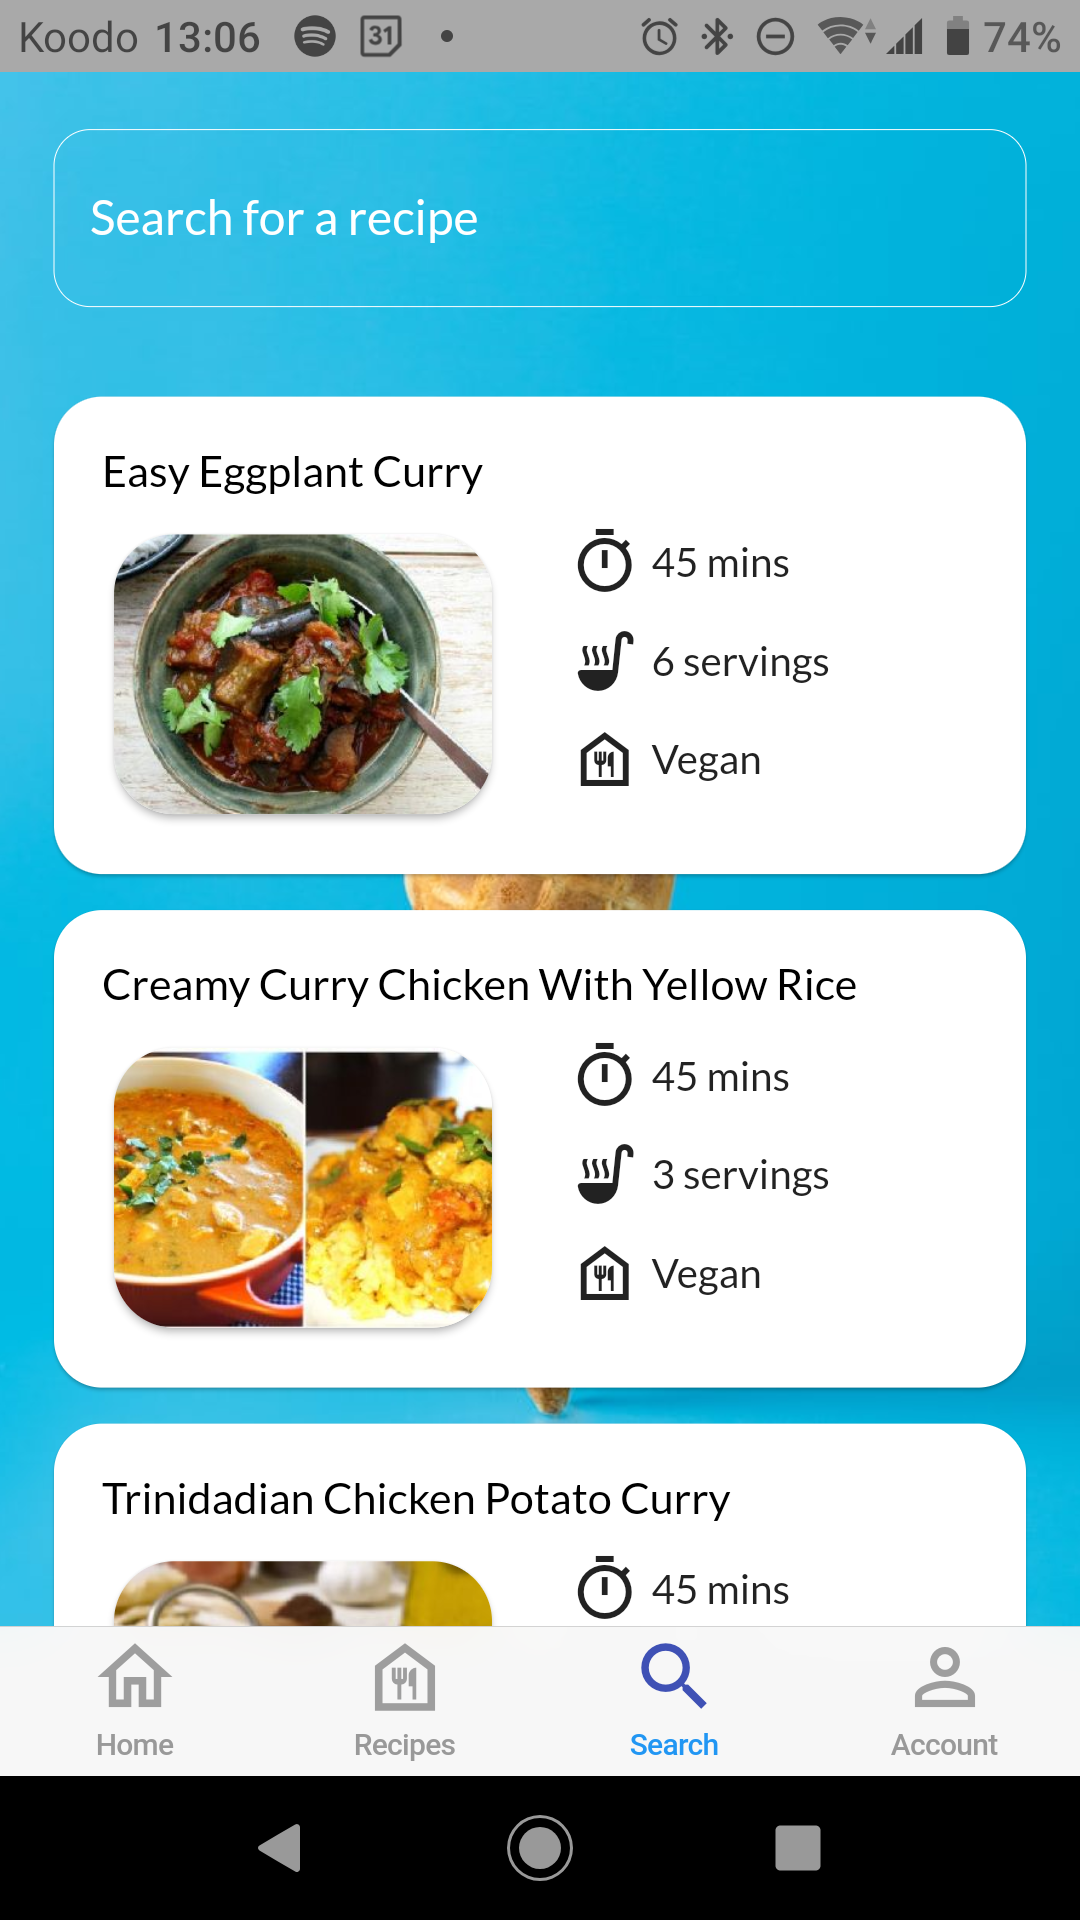 Koodo 13:06 31 74%
Search for a recipe
Easy Eggplant Curry
45 mins
6 servings
Vegan
Creamy Curry Chicken With Yellow Rice
45 mins
3 servings
Vegan
Trinidadian Chicken Potato Curry
45 mins
Home Recipes Search Account